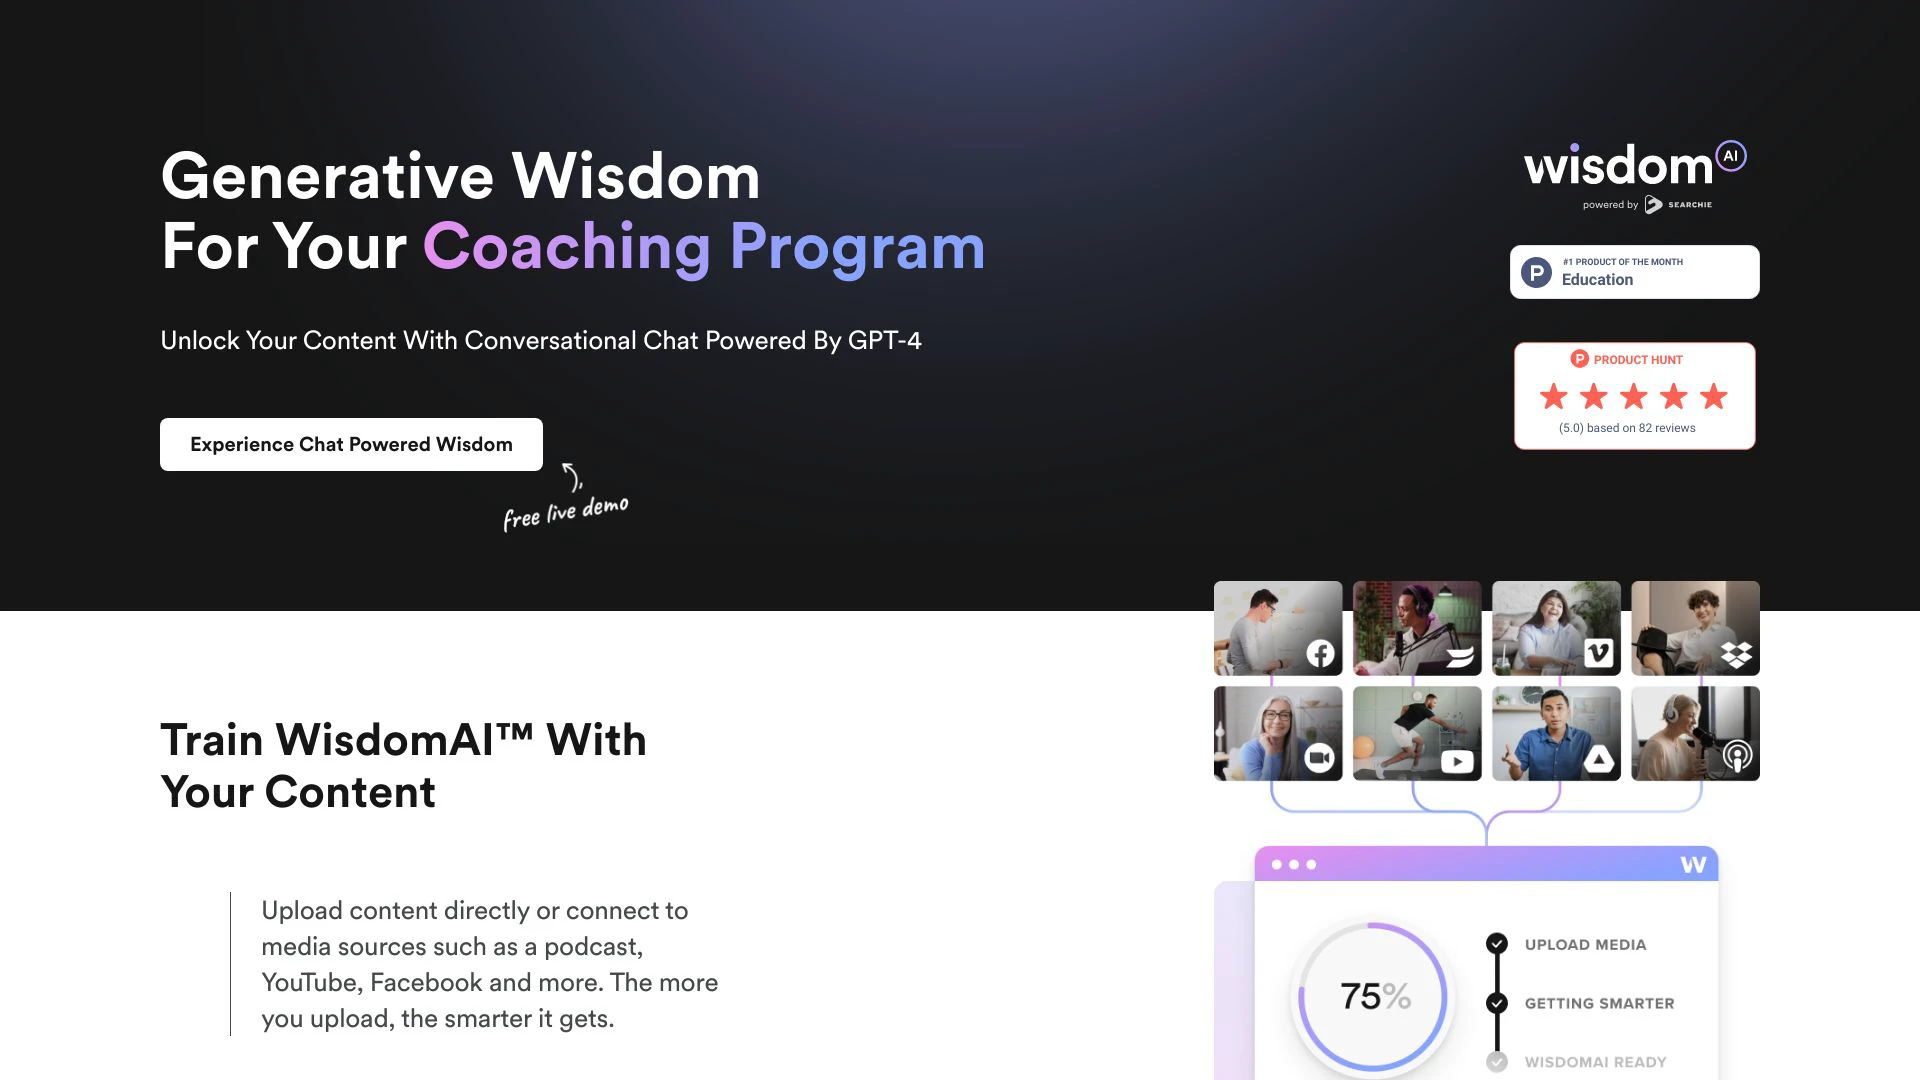 Generative Wisdom
For Your Coaching Program
Unlock Your Content With Conversational Chat Powered By GPT-4
Experience Chat Powered Wisdom
free live demo
wisdom AI
powered by SEARCHIE
P
#1 PRODUCT OF THE MONTH
Education
P PRODUCT HUNT
(5.0) based on 82 reviews
Train WisdomAI™ With
Your Content
Upload content directly or connect to
media sources such as a podcast,
YouTube, Facebook and more. The more
you upload, the smarter it gets.
W
75%
UPLOAD MEDIA
GETTING SMARTER
WISDOMAI READY